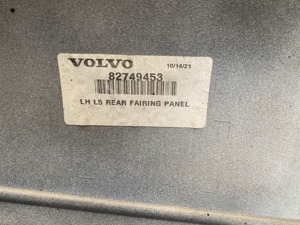 VOLVO 10/14/21
82749453
LH L5 REAR FAIRING PANEL